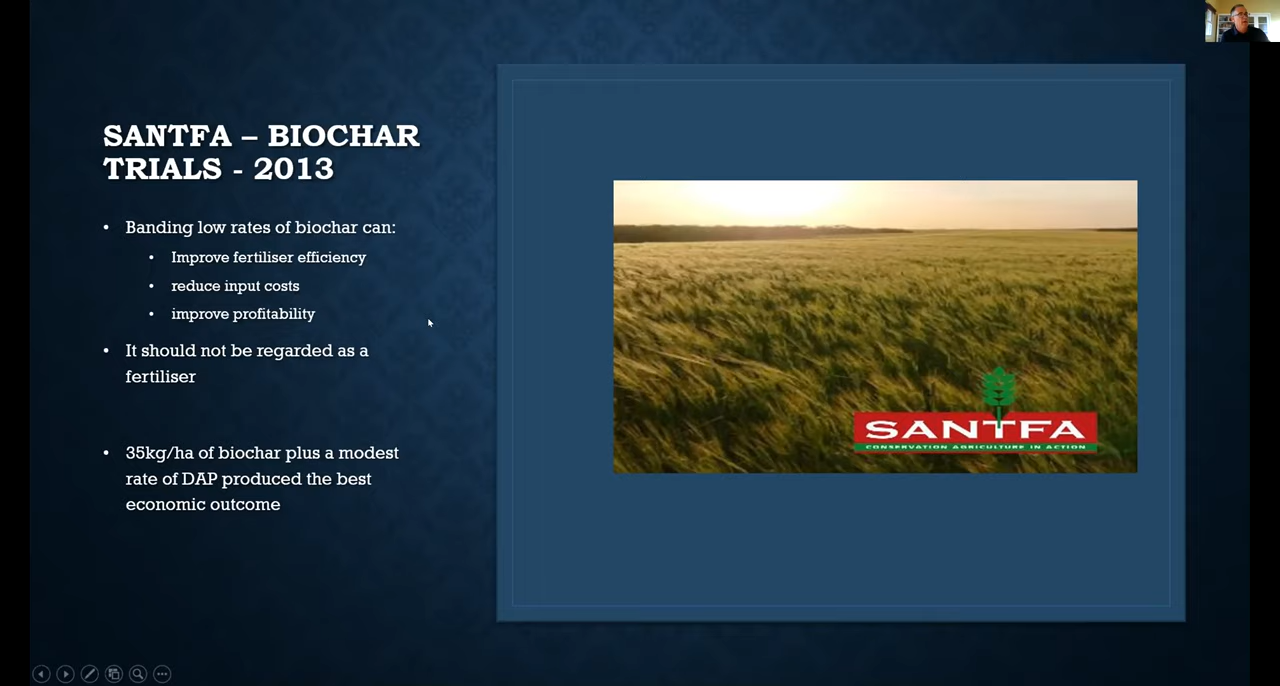 SANTFA – BIOCHAR
TRIALS - 2013
• Banding low rates of biochar can:
• Improve fertiliser efficiency
• reduce input costs
• improve profitability
• It should not be regarded as a
fertiliser
• 35kg/ha of biochar plus a modest
rate of DAP produced the best
economic outcome
SANTFA
CONSERVATION AGRICULTURE IN ACTION